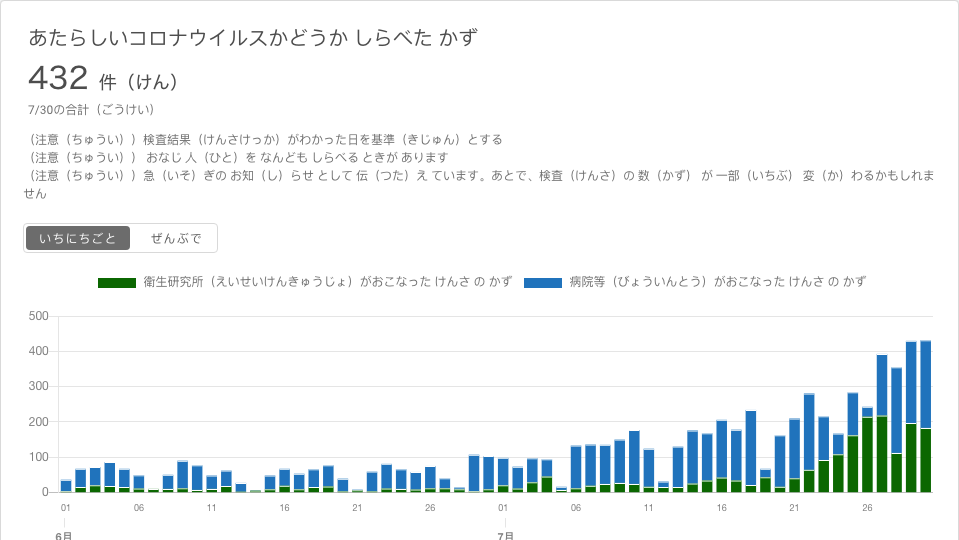 あたらしいコロナウイルスかどうか しらべた かず
432 件（けん）
7/30の合計（ごうけい）
（注意（ちゅうい））検査結果（けんさけっか）がわかった日を基準（きじゅん）とする
（注意（ちゅうい）） おなじ 人（ひと）を なんども しらべる ときが あります
（注意（ちゅうい））急（いそ）ぎの お知（し）らせ として 伝（つた）え ています。あとで、検査（けんさ）の 数（かず） が 一部（いちぶ） 変（か）わるかもしれま
せん
いちにちごと ぜんぶで
衛生研究所（えいせいけんきゅうじょ）がおこなった けんさ の かず 病院等（びょういんとう）がおこなった けんさ の かず
500
400
300
200
100
0
01 06 11 16 21 26 01 06 11 16 21 26
6月 7月